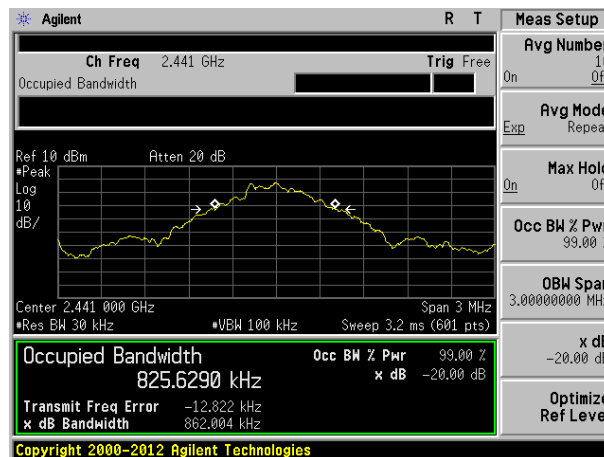 Agilent R T
Meas Setup
Ch Freq 2.441 GHz Trig Free
Occupied Bandwidth
Avg Number
On
Avg Mode
Exp
Max Hold
On
Occ BW % Pwr
99.00
OBW Span
3.00000000
x dB
-20.00
Optimize
Ref Level
Ref 10 dBm Atten 20 dB
#Peak
Log
10
dB/
Center 2.441 000 GHz Span 3 MHz
#Res BW 30 kHz #VBW 100 kHz Sweep 3.2 ms (601 pts)
Occupied Bandwidth
825.6290 kHz
Occ BW % Pwr 99.00 %
x dB -20.00 dB
Transmit Freq Error -12.822 kHz
x dB Bandwidth 862.004 kHz
Copyright 2000-2012 Agilent Technologies